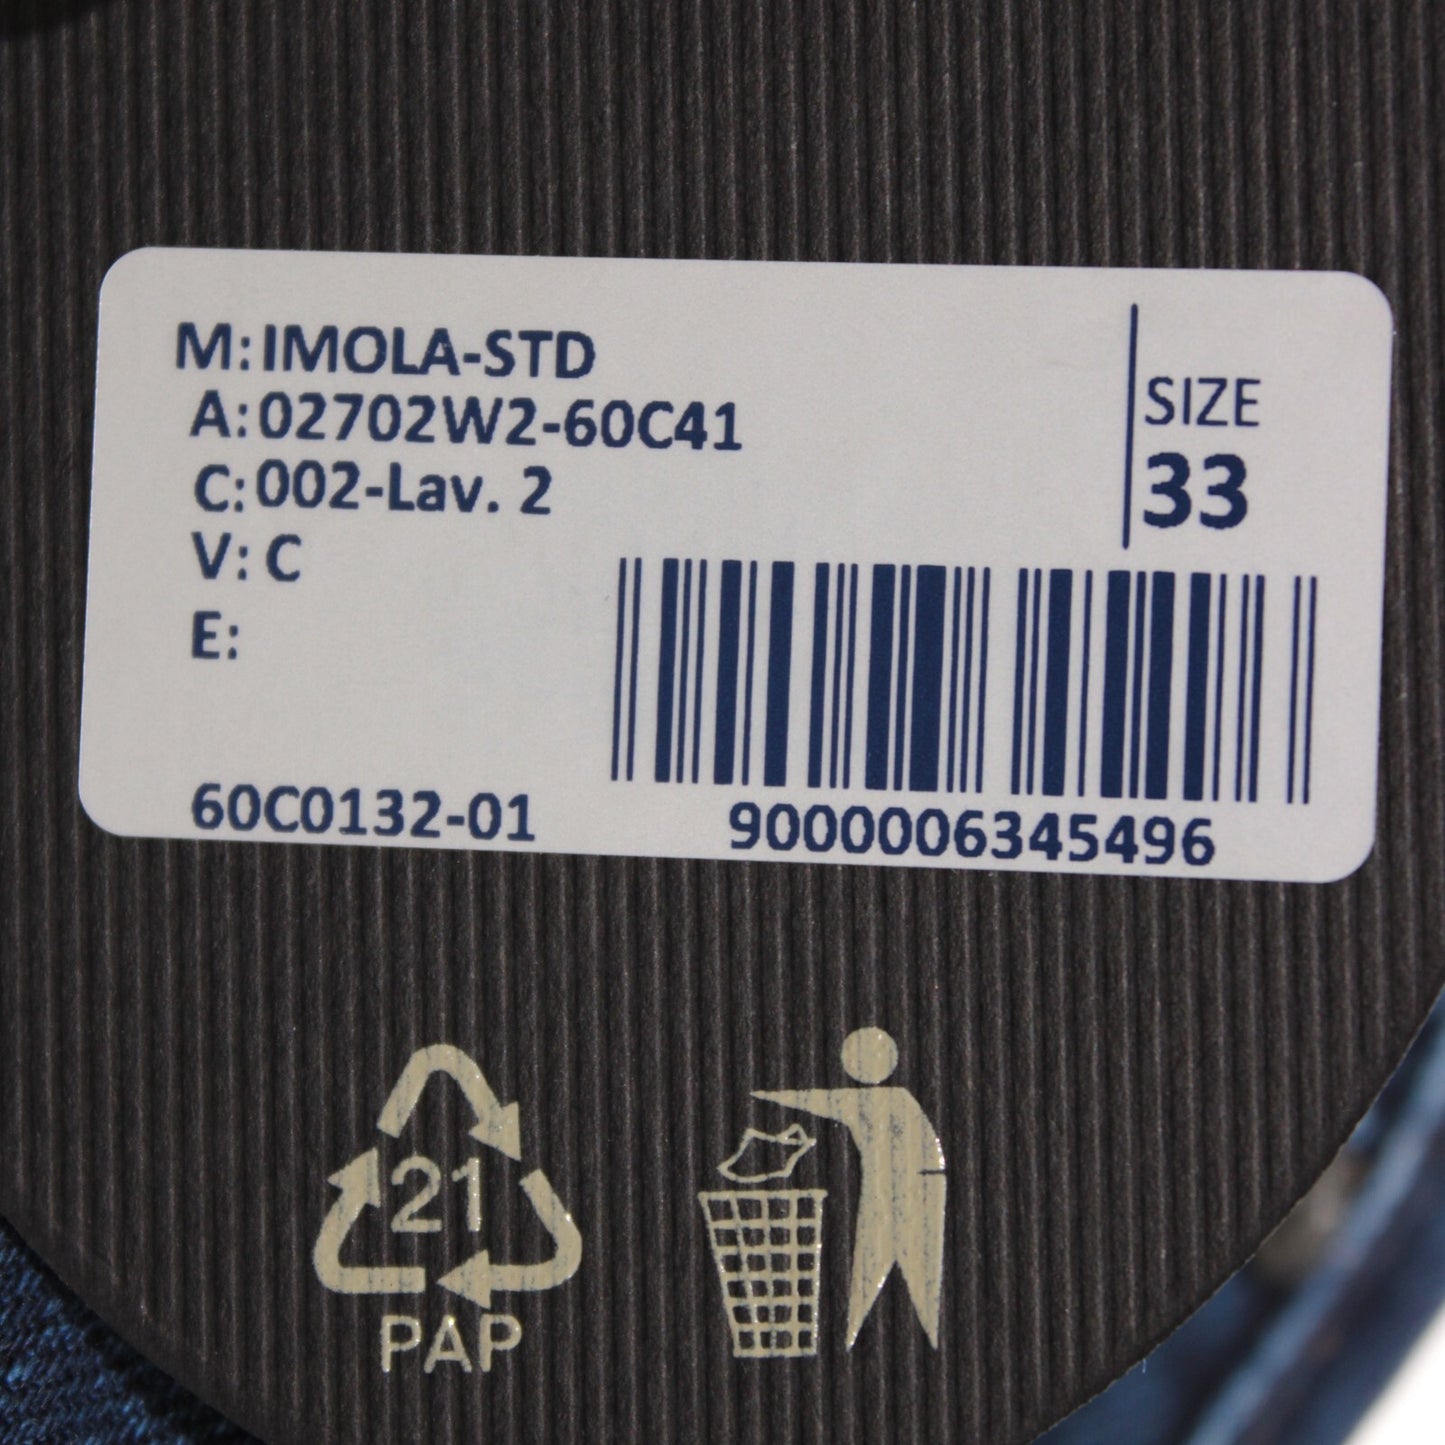 M: IMOLA-STD
A: 02702W2-60C41
C: 002-Lav. 2
V: C
E:
SIZE
33
60C0132-01
9000006345496
21
PAP